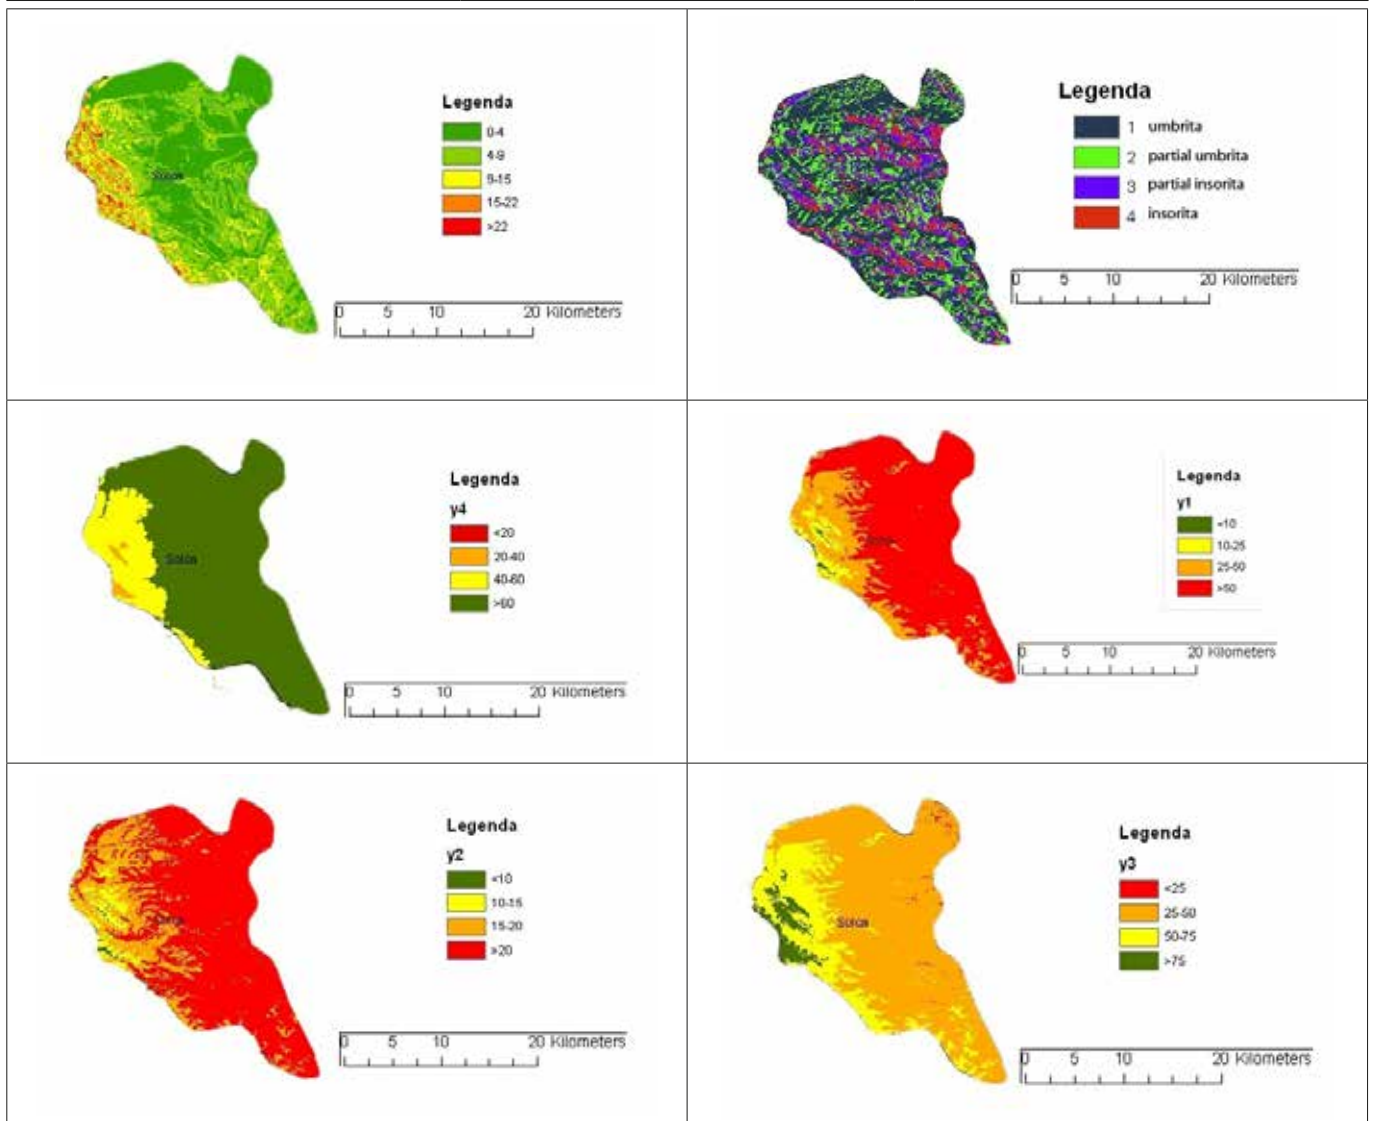 Legenda
0-4
4-9
9-15
15-22
>22
0 5 10 20 Kilometers
Legenda
1 umbrita
2 partial umbrita
3 partial insorita
4 insorita
0 5 10 20 Kilometers
Legenda
y4
<20
20-40
40-60
>60
0 5 10 20 Kilometers
Legenda
y1
<10
10-25
25-50
>50
0 5 10 20 Kilometers
Legenda
y2
<10
10-15
15-20
>20
0 5 10 20 Kilometers
Legenda
y3
<25
25-50
50-75
>75
0 5 10 20 Kilometers